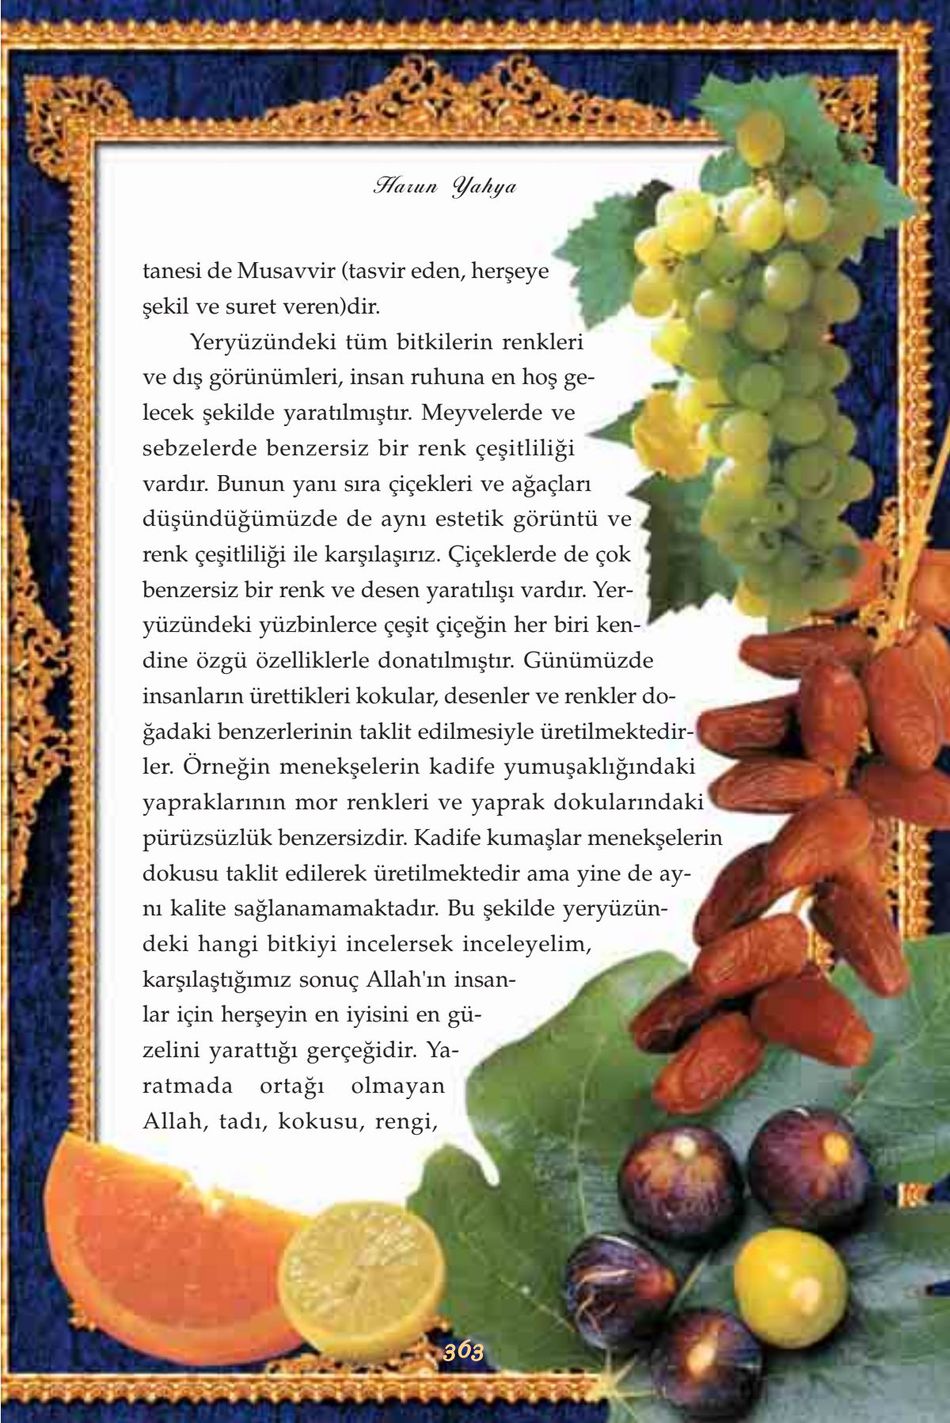 Harun Yahya
tanesi de Musavvir (tasvir eden, herşeye
şekil ve suret veren)dir.
Yeryüzündeki tüm bitkilerin renkleri
ve dış görünümleri, insan ruhuna en hoş ge-
lecek şekilde yaratılmıştır. Meyvelerde ve
sebzelerde benzersiz bir renk çeşitliliği
vardır. Bunun yanı sıra çiçekleri ve ağaçları
düşündüğümüzde de aynı estetik görüntü ve
renk çeşitliliği ile karşılaşırız. Çiçeklerde de çok
benzersiz bir renk ve desen yaratılışı vardır. Yer-
yüzündeki yüzbinlerce çeşit çiçeğin her biri ken-
dine özgü özelliklerle donatılmıştır. Günümüzde
insanların ürettikleri kokular, desenler ve renkler do-
ğadaki benzerlerinin taklit edilmesiyle üretilmektedir-
ler. Örneğin menekşelerin kadife yumuşaklığındaki
yapraklarının mor renkleri ve yaprak dokularındaki
pürüzsüzlük benzersizdir. Kadife kumaşlar menekşelerin
dokusu taklit edilerek üretilmektedir ama yine de ay-
nı kalite sağlanamamaktadır. Bu şekilde yeryüzün-
deki hangi bitkiyi incelersek inceleyelim,
karşılaştığımız sonuç Allah'ın insan-
lar için herşeyin en iyisini en gü-
zelini yarattığı gerçeğidir. Ya-
ratmada ortağı olmayan
Allah, tadı, kokusu, rengi,
363